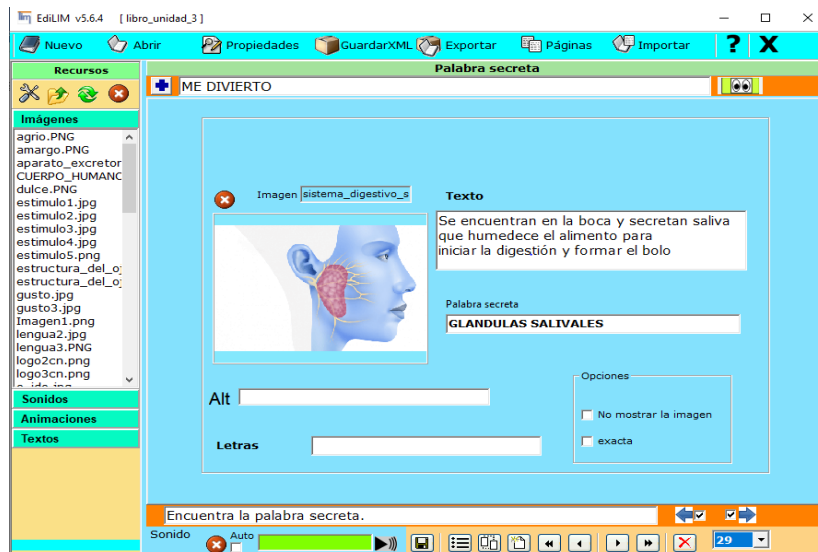 EdiLIM v5.6.4 [ libro_unidad_3 ]
Nuevo Abrir Propiedades GuardarXML Exportar Páginas Importar ? X
Recursos
Palabra secreta
ME DIVIERTO
Imágenes
agrio.PNG
amargo.PNG
aparato_excretor
CUERPO_HUMANO
dulce.PNG
estimulo1.jpg
estimulo2.jpg
estimulo3.jpg
estimulo4.jpg
estimulo5.png
estructura_del_o
estructura_del_o
gusto.jpg
gusto3.jpg
Imagen1.png
lengua2.jpg
lengua3.PNG
logo2cn.png
logo3cn.png
Sonidos
Animaciones
Textos
Imagen sistema_digestivo_s
Texto
Se encuentran en la boca y secretan saliva
que humedece el alimento para
iniciar la digestión y formar el bolo
Palabra secreta
GLANDULAS SALIVALES
Alt
Letras
Opciones
No mostrar la imagen
exacta
Encuentra la palabra secreta.
Sonido Auto 29